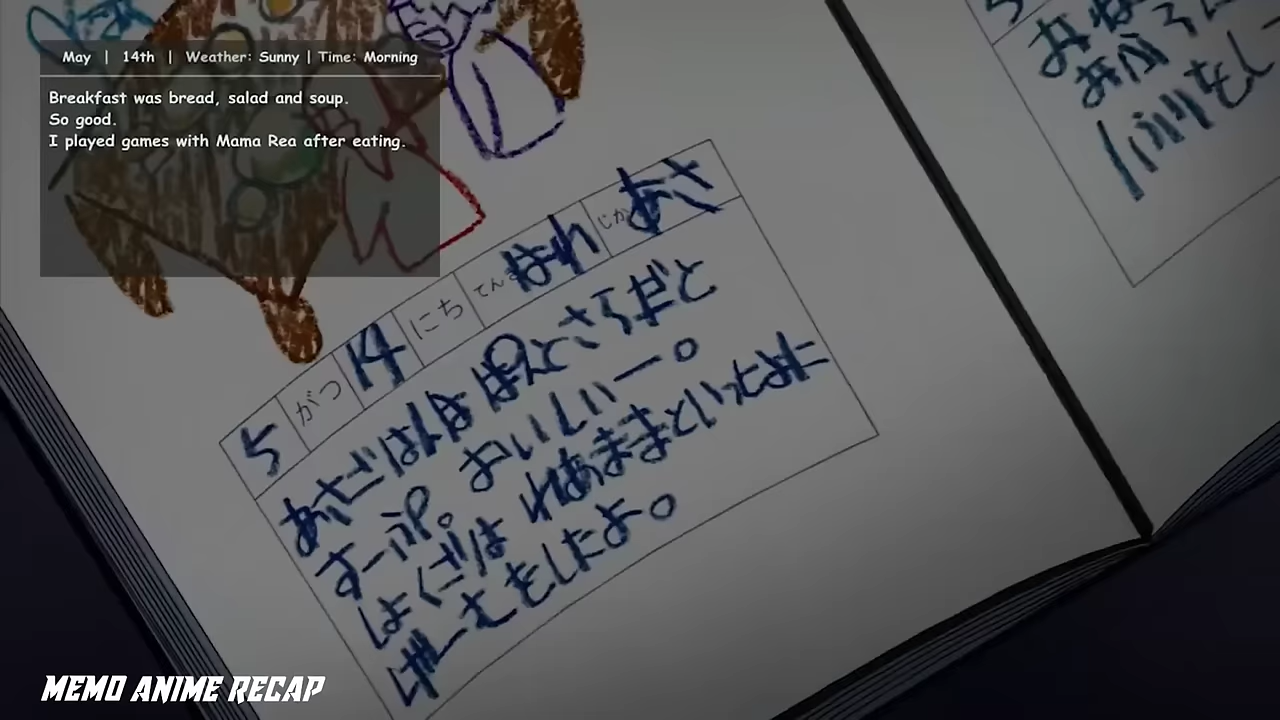 May | 14th | Weather: Sunny | Time: Morning
Breakfast was bread, salad and soup.
So good.
I played games with Mama Rea after eating.
5 がつ 14 にち てん はれ じか あさ
あさごはんは ぱんとさらだと
すーぷ。 おいしいー。
しょくごは れあままといっしょに
げーむをしたよ。
おふろ
MEMO ANIME RECAP